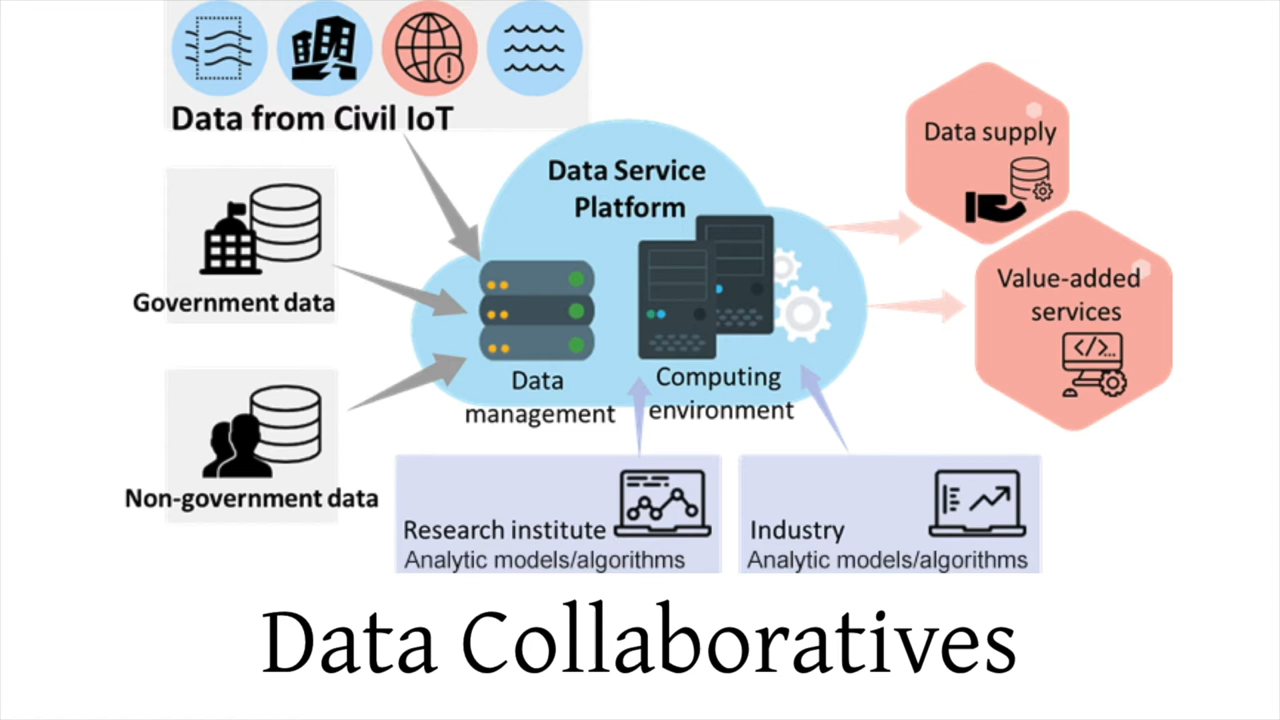 Data from Civil IoT
Data Service
Platform
Data supply
Value-added
services
</>...
Government data
Data
management
Computing
environment
Non-government data
Research institute
Analytic models/algorithms
Industry
Analytic models/algorithms
Data Collaboratives